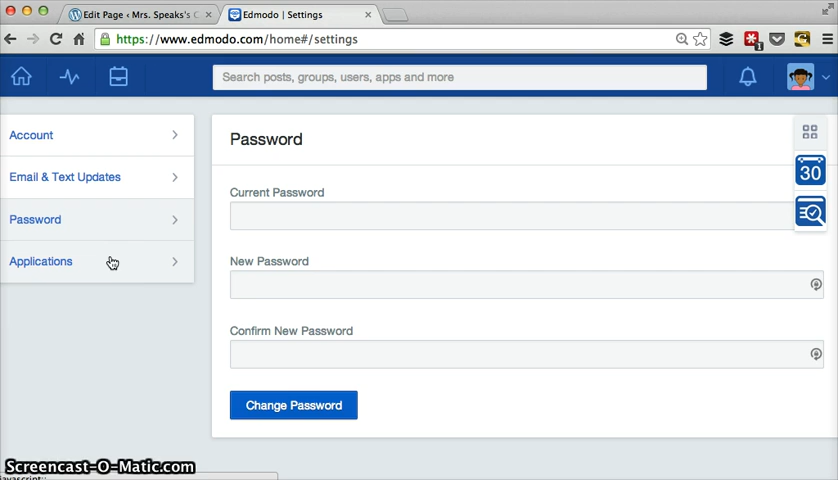 Edit Page ‹ Mrs. Speaks's C
Edmodo | Settings
https://www.edmodo.com/home#/settings
1
Search posts, groups, users, apps and more
Account
Email & Text Updates
Password
Applications
Password
Current Password
New Password
Confirm New Password
Change Password
30
Screencast-O-Matic.com
javascript:;